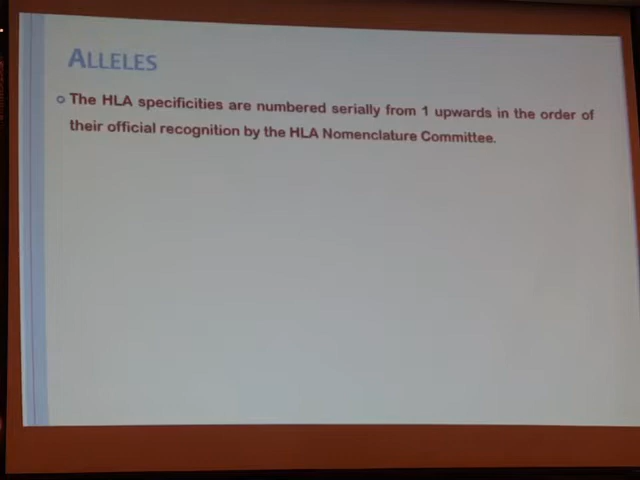 ALLELES
The HLA specificities are numbered serially from 1 upwards in the order of
their official recognition by the HLA Nomenclature Committee.